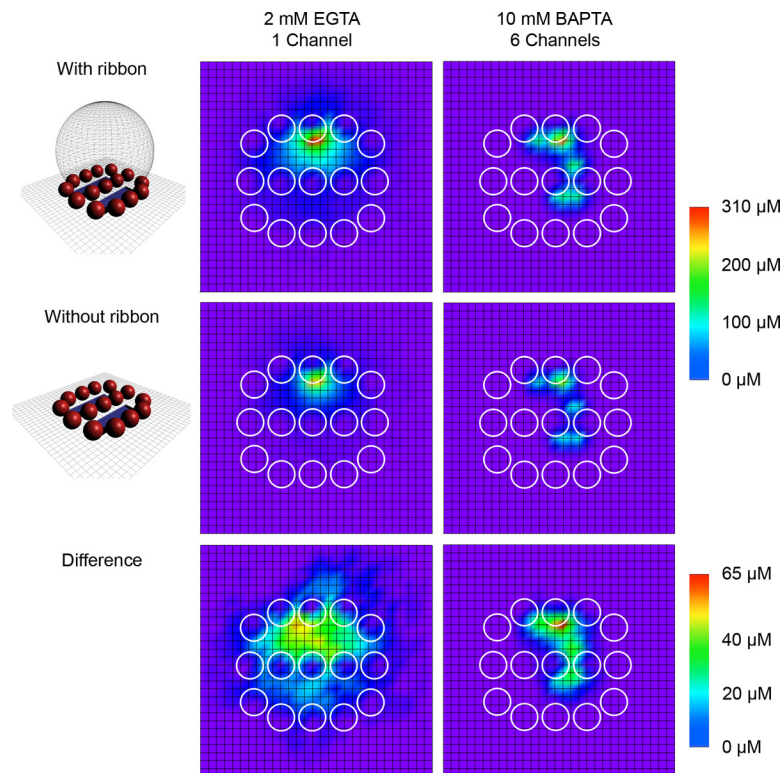 2 mM EGTA
1 Channel
10 mM BAPTA
6 Channels
With ribbon
310 µM
200 µM
100 µM
0 µM
Without ribbon
Difference
65 µM
40 µM
20 µM
0 µM